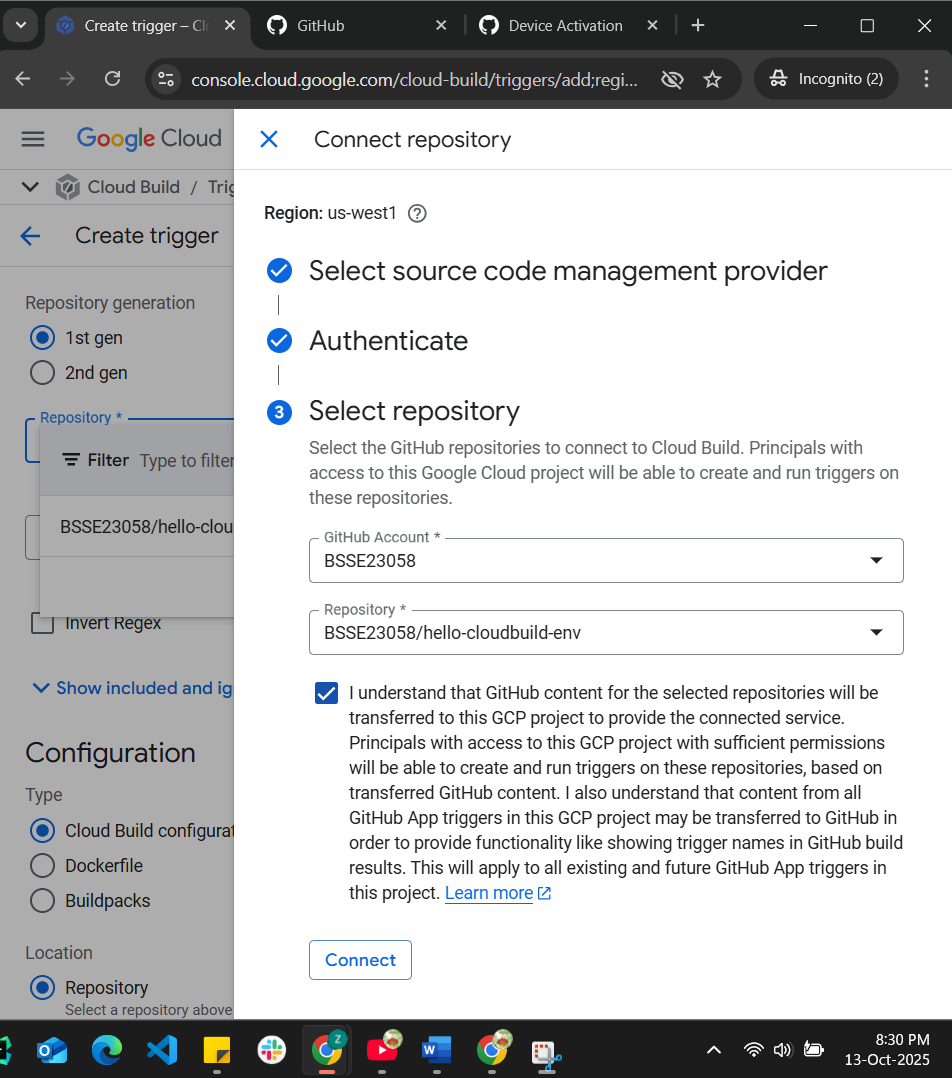 Create trigger – Cl
GitHub
Device Activation
console.cloud.google.com/cloud-build/triggers/add;regi...
Incognito (2)
Google Cloud
Cloud Build / Trig
Create trigger
Repository generation
1st gen
2nd gen
Repository *
Filter Type to filter
BSSE23058/hello-clou
Invert Regex
Show included and ig
Configuration
Type
Cloud Build configurat
Dockerfile
Buildpacks
Location
Repository
Select a repository above
Connect repository
Region: us-west1
Select source code management provider
Authenticate
3 Select repository
Select the GitHub repositories to connect to Cloud Build. Principals with
access to this Google Cloud project will be able to create and run triggers on
these repositories.
GitHub Account *
BSSE23058
Repository *
BSSE23058/hello-cloudbuild-env
I understand that GitHub content for the selected repositories will be
transferred to this GCP project to provide the connected service.
Principals with access to this GCP project with sufficient permissions
will be able to create and run triggers on these repositories, based on
transferred GitHub content. I also understand that content from all
GitHub App triggers in this GCP project may be transferred to GitHub in
order to provide functionality like showing trigger names in GitHub build
results. This will apply to all existing and future GitHub App triggers in
this project. Learn more
Connect
8:30 PM
13-Oct-2025